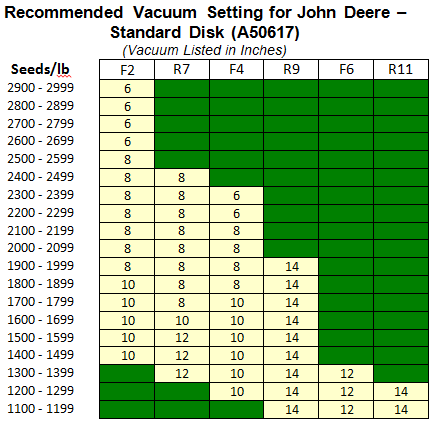 Recommended Vacuum Setting for John Deere –
Standard Disk (A50617)
(Vacuum Listed in Inches)
Seeds/lb F2 R7 F4 R9 F6 R11
2900 - 2999 6
2800 - 2899 6
2700 - 2799 6
2600 - 2699 6
2500 - 2599 8
2400 - 2499 8 8
2300 - 2399 8 8 6
2200 - 2299 8 8 6
2100 - 2199 8 8 8
2000 - 2099 8 8 8
1900 - 1999 8 8 8 14
1800 - 1899 10 8 8 14
1700 - 1799 10 8 10 14
1600 - 1699 10 10 10 14
1500 - 1599 10 12 10 14
1400 - 1499 10 12 10 14
1300 - 1399 12 10 14 12
1200 - 1299 10 14 12 14
1100 - 1199 14 12 14